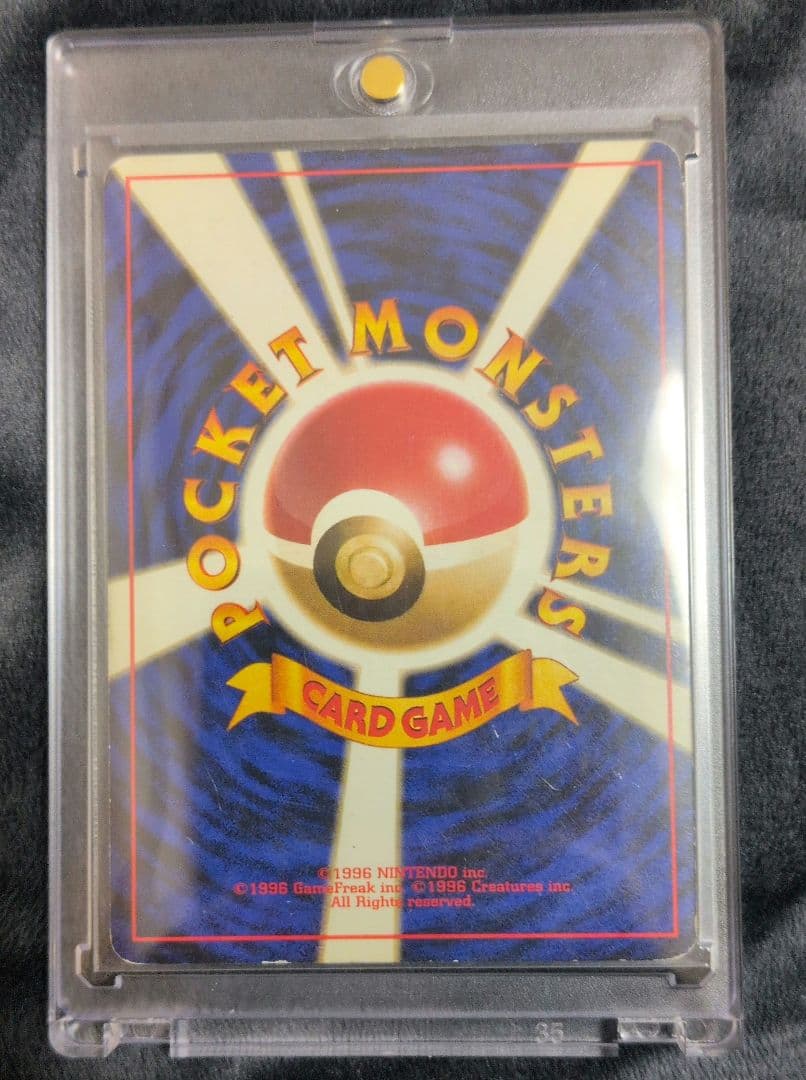 POCKET MONSTERS
CARD GAME
©1996 NINTENDO inc.
©1996 GameFreak inc. ©1996 Creatures inc.
All Rights reserved.
35